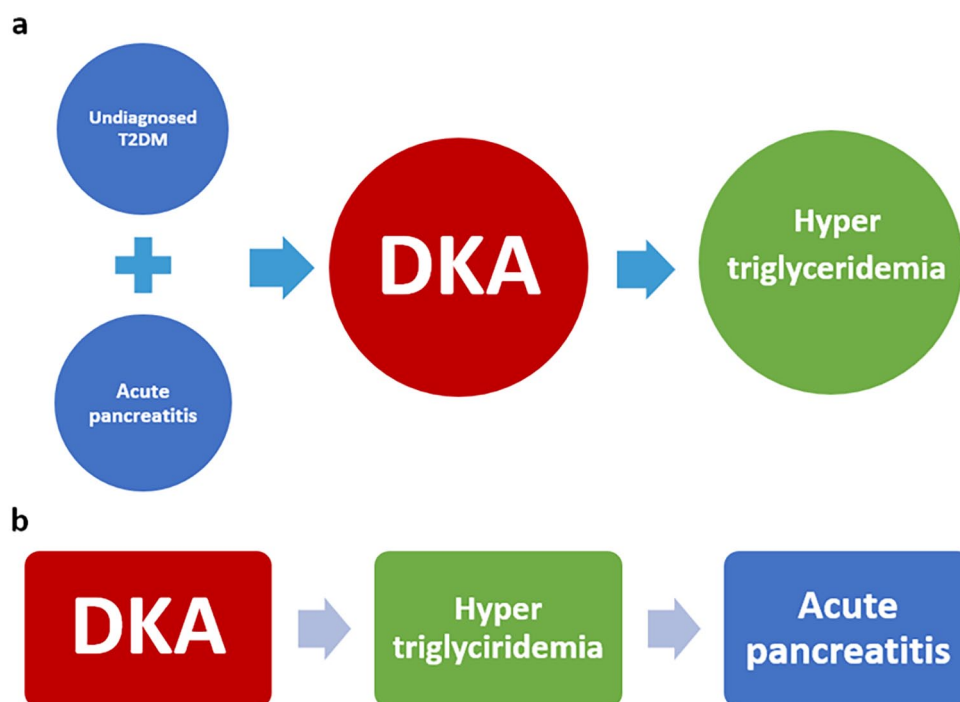 a
Undiagnosed
T2DM
Acute
pancreatitis
DKA
Hyper
triglyceridemia
b
DKA
Hyper
triglyciridemia
Acute
pancreatitis